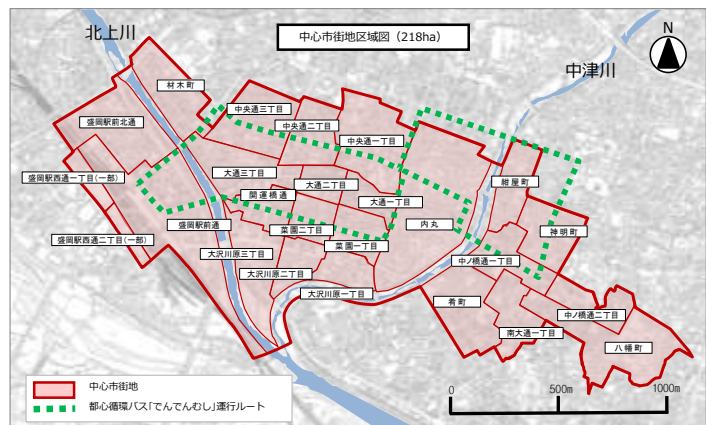 北上川
中心市街地区域図（218ha）
N
中津川
材木町
盛岡駅前北通
中央通三丁目
中央通二丁目
中央通一丁目
盛岡駅西通一丁目(一部)
大通三丁目
大通二丁目
紺屋町
開運橋通
大通一丁目
盛岡駅前通
菜園二丁目
内丸
神明町
盛岡駅西通二丁目(一部)
菜園一丁目
大沢川原三丁目
中ノ橋通一丁目
大沢川原二丁目
大沢川原一丁目
肴町
中ノ橋通二丁目
南大通一丁目
八幡町
中心市街地
都心循環バス「でんでんむし」運行ルート
0 500m 1000m